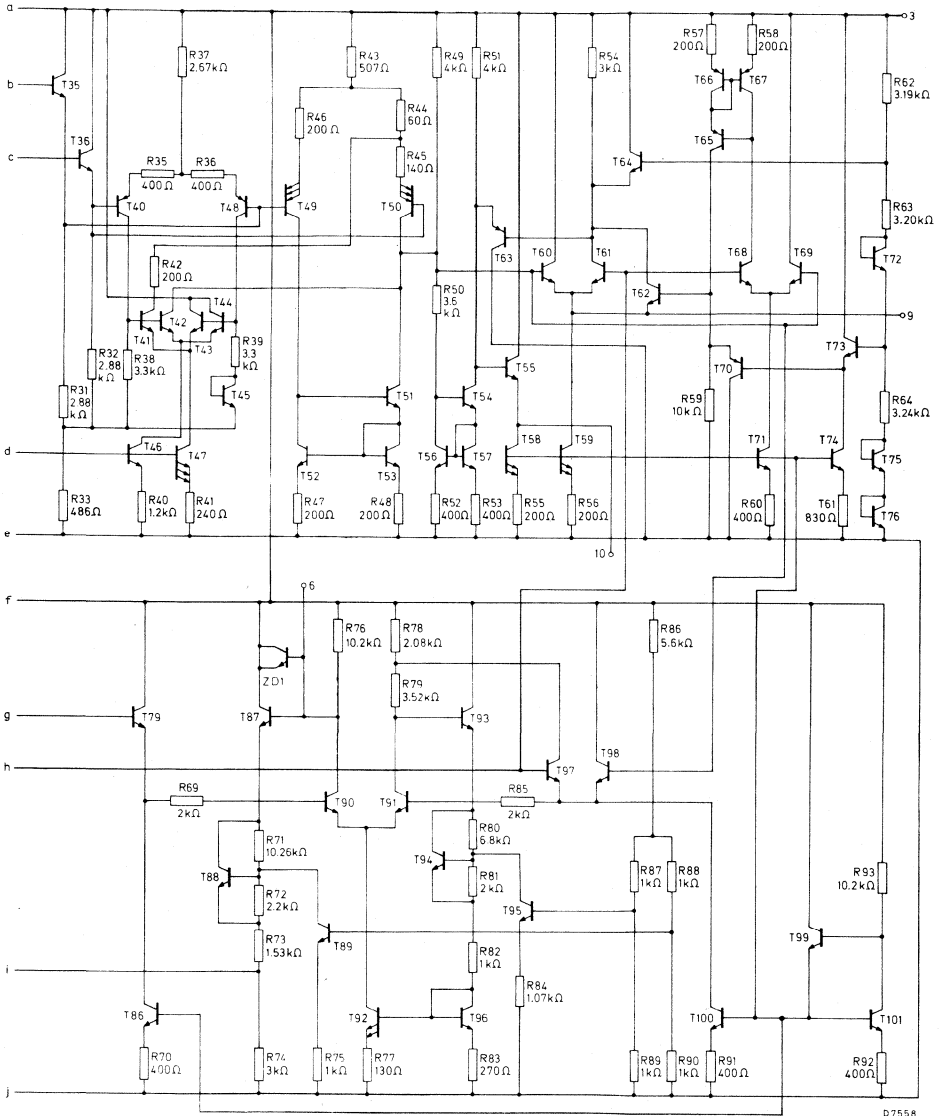 a
3
R37
2.67kΩ
R43
507Ω
R49
4kΩ
R51
4kΩ
R54
3kΩ
R57
200Ω
R58
200Ω
b
T35
T66
T67
R62
3.19kΩ
R46
200Ω
R44
60Ω
c
T36
R35
400Ω
R36
400Ω
R45
140Ω
T65
T64
T40
T48
T49
T50
R63
3.20kΩ
T63
T60
T61
T68
T69
T72
R42
200Ω
T62
T44
R50
3.6
kΩ
9
T41
T42
T43
R39
3.3
kΩ
T73
R32
2.88
kΩ
R38
3.3kΩ
T55
T70
R31
2.88
kΩ
T45
T51
T54
R59
10kΩ
R64
3.24kΩ
d
T46
T47
T52
T53
T56
T57
T58
T59
T71
T74
T75
R33
486Ω
R40
1.2kΩ
R41
240Ω
R47
200Ω
R48
200Ω
R52
400Ω
R53
400Ω
R55
200Ω
R56
200Ω
R60
400Ω
T61
830Ω
T76
e
10
6
f
R76
10.2kΩ
R78
2.08kΩ
R86
5.6kΩ
ZD1
R79
3.52kΩ
g
T79
T87
T93
T98
h
T97
R69
2kΩ
T90
T91
R85
2kΩ
R71
10.26kΩ
R80
6.8kΩ
T88
T94
R81
2kΩ
R87
1kΩ
R88
1kΩ
R93
10.2kΩ
R72
2.2kΩ
T95
T89
T99
R73
1.53kΩ
R82
1kΩ
i
R84
1.07kΩ
T86
T92
T96
T100
T101
R70
400Ω
R74
3kΩ
R75
1kΩ
R77
130Ω
R83
270Ω
R89
1kΩ
R90
1kΩ
R91
400Ω
R92
400Ω
j
D7558